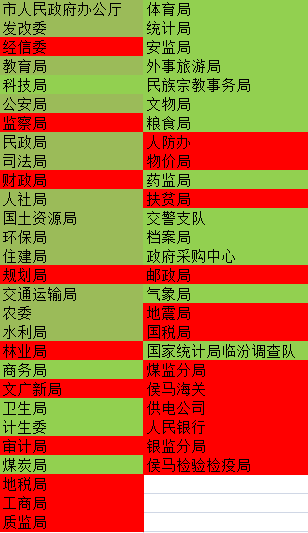 市人民政府办公厅
发改委
经信委
教育局
科技局
公安局
监察局
民政局
司法局
财政局
人社局
国土资源局
环保局
住建局
规划局
交通运输局
农委
水利局
林业局
商务局
文广新局
卫生局
计生委
审计局
煤炭局
地税局
工商局
质监局
体育局
统计局
安监局
外事旅游局
民族宗教事务局
文物局
粮食局
人防办
物价局
药监局
扶贫局
交警支队
档案局
政府采购中心
邮政局
气象局
地震局
国税局
国家统计局临汾调查队
煤监分局
侯马海关
供电公司
人民银行
银监分局
侯马检验检疫局